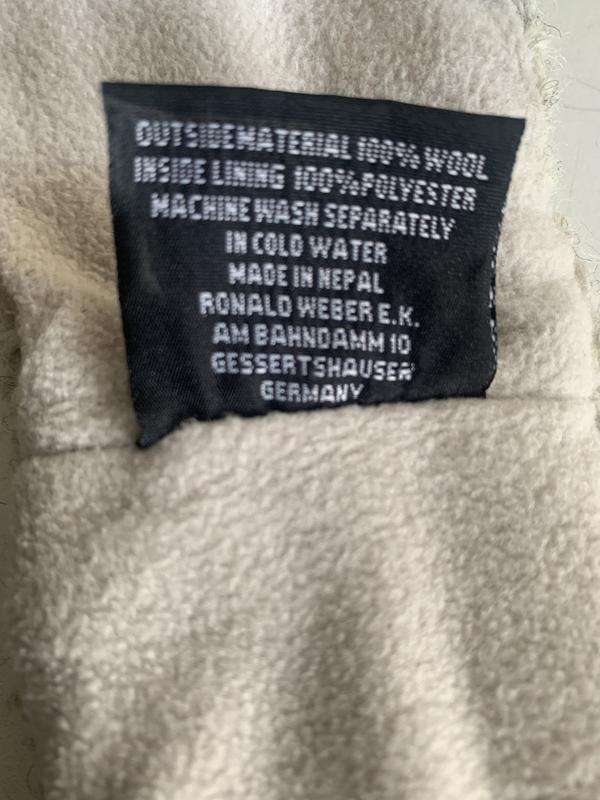 OUTSIDE MATERIAL 100% WOOL
INSIDE LINING 100% POLYESTER
MACHINE WASH SEPARATELY
IN COLD WATER
MADE IN NEPAL
RONALD WEBER E.K.
AM BAHNDAMM 10
GESSERTSHAUSEN
GERMANY